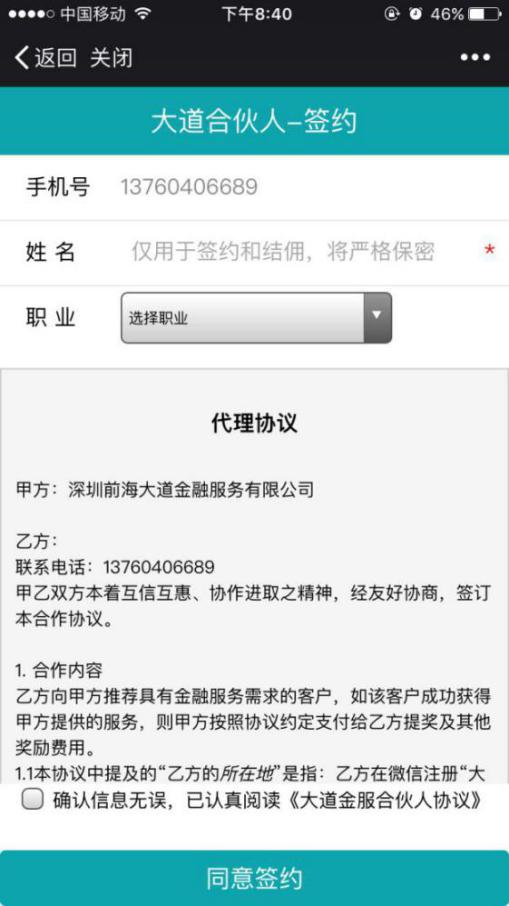 中国移动 下午8:40 46%
返回 关闭
大道合伙人-签约
手机号 13760406689
姓 名 仅用于签约和结佣，将严格保密 *
职 业 选择职业
代理协议
甲方：深圳前海大道金融服务有限公司
乙方：
联系电话：13760406689
甲乙双方本着互信互惠、协作进取之精神，经友好协商，签订
本合作协议。
1. 合作内容
乙方向甲方推荐具有金融服务需求的客户，如该客户成功获得
甲方提供的服务，则甲方按照协议约定支付给乙方提奖及其他
奖励费用。
1.1本协议中提及的“乙方的所在地”是指：乙方在微信注册“大
确认信息无误，已认真阅读《大道金服合伙人协议》
同意签约